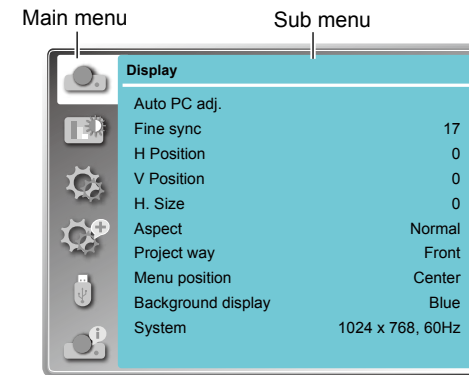 Main menu Sub menu
Display
Auto PC adj.
Fine sync 17
H Position 0
V Position 0
H. Size 0
Aspect Normal
Project way Front
Menu position Center
Background display Blue
System 1024 x 768, 60Hz